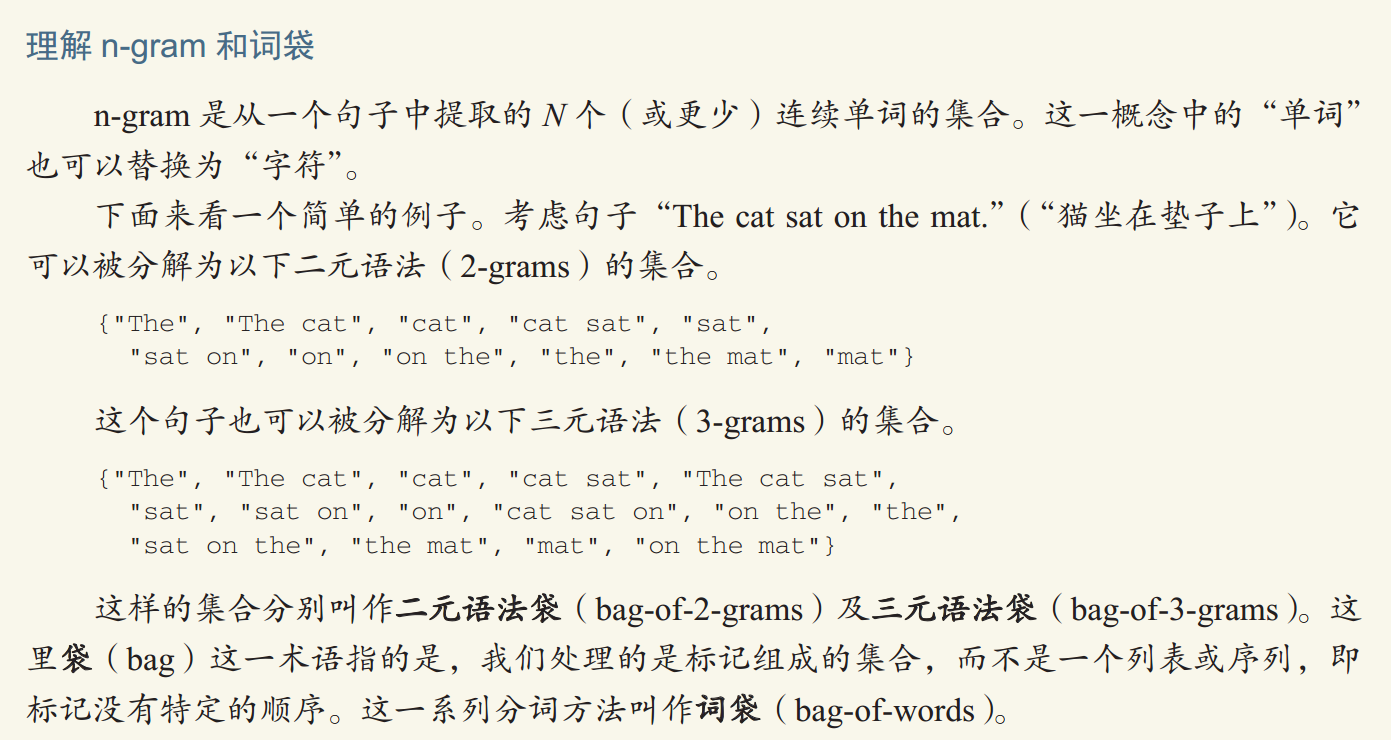 理解 n-gram 和词袋
n-gram 是从一个句子中提取的 N 个（或更少）连续单词的集合。这一概念中的“单词”
也可以替换为“字符”。
下面来看一个简单的例子。考虑句子“The cat sat on the mat.”（“猫坐在垫子上”）。它
可以被分解为以下二元语法（2-grams）的集合。
{"The", "The cat", "cat", "cat sat", "sat",
"sat on", "on", "on the", "the", "the mat", "mat"}
这个句子也可以被分解为以下三元语法（3-grams）的集合。
{"The", "The cat", "cat", "cat sat", "The cat sat",
"sat", "sat on", "on", "cat sat on", "on the", "the",
"sat on the", "the mat", "mat", "on the mat"}
这样的集合分别叫作二元语法袋（bag-of-2-grams）及三元语法袋（bag-of-3-grams）。这
里袋（bag）这一术语指的是，我们处理的是标记组成的集合，而不是一个列表或序列，即
标记没有特定的顺序。这一系列分词方法叫作词袋（bag-of-words）。